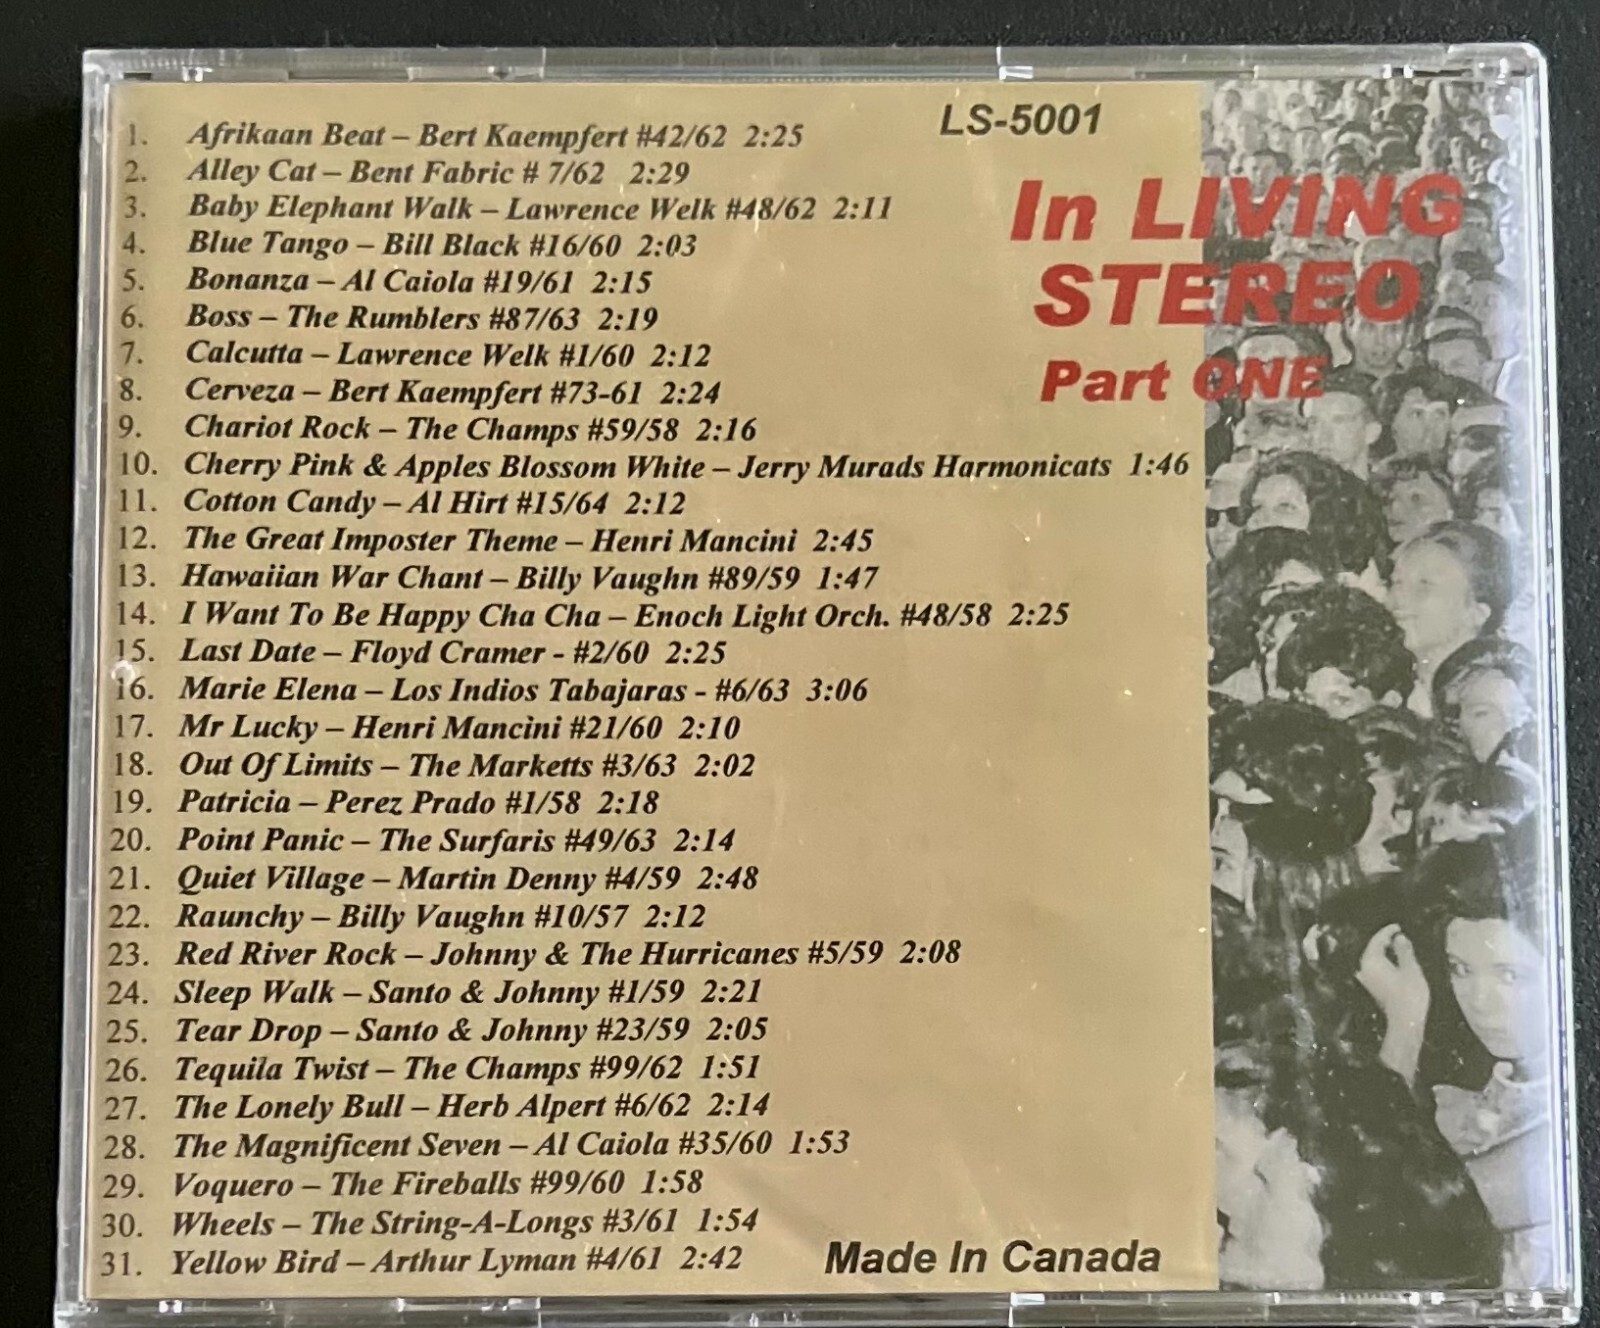 LS-5001
In LIVING
STEREO
Part ONE
1. Afrikaan Beat – Bert Kaempfert #42/62 2:25
2. Alley Cat – Bent Fabric # 7/62 2:29
3. Baby Elephant Walk – Lawrence Welk #48/62 2:11
4. Blue Tango – Bill Black #16/60 2:03
5. Bonanza – Al Caiola #19/61 2:15
6. Boss – The Rumblers #87/63 2:19
7. Calcutta – Lawrence Welk #1/60 2:12
8. Cerveza – Bert Kaempfert #73-61 2:24
9. Chariot Rock – The Champs #59/58 2:16
10. Cherry Pink & Apples Blossom White – Jerry Murads Harmonicats 1:46
11. Cotton Candy – Al Hirt #15/64 2:12
12. The Great Imposter Theme – Henri Mancini 2:45
13. Hawaiian War Chant – Billy Vaughn #89/59 1:47
14. I Want To Be Happy Cha Cha – Enoch Light Orch. #48/58 2:25
15. Last Date – Floyd Cramer - #2/60 2:25
16. Marie Elena – Los Indios Tabajaras - #6/63 3:06
17. Mr Lucky – Henri Mancini #21/60 2:10
18. Out Of Limits – The Marketts #3/63 2:02
19. Patricia – Perez Prado #1/58 2:18
20. Point Panic – The Surfaris #49/63 2:14
21. Quiet Village – Martin Denny #4/59 2:48
22. Raunchy – Billy Vaughn #10/57 2:12
23. Red River Rock – Johnny & The Hurricanes #5/59 2:08
24. Sleep Walk – Santo & Johnny #1/59 2:21
25. Tear Drop – Santo & Johnny #23/59 2:05
26. Tequila Twist – The Champs #99/62 1:51
27. The Lonely Bull – Herb Alpert #6/62 2:14
28. The Magnificent Seven – Al Caiola #35/60 1:53
29. Voquero – The Fireballs #99/60 1:58
30. Wheels – The String-A-Longs #3/61 1:54
31. Yellow Bird – Arthur Lyman #4/61 2:42
Made In Canada